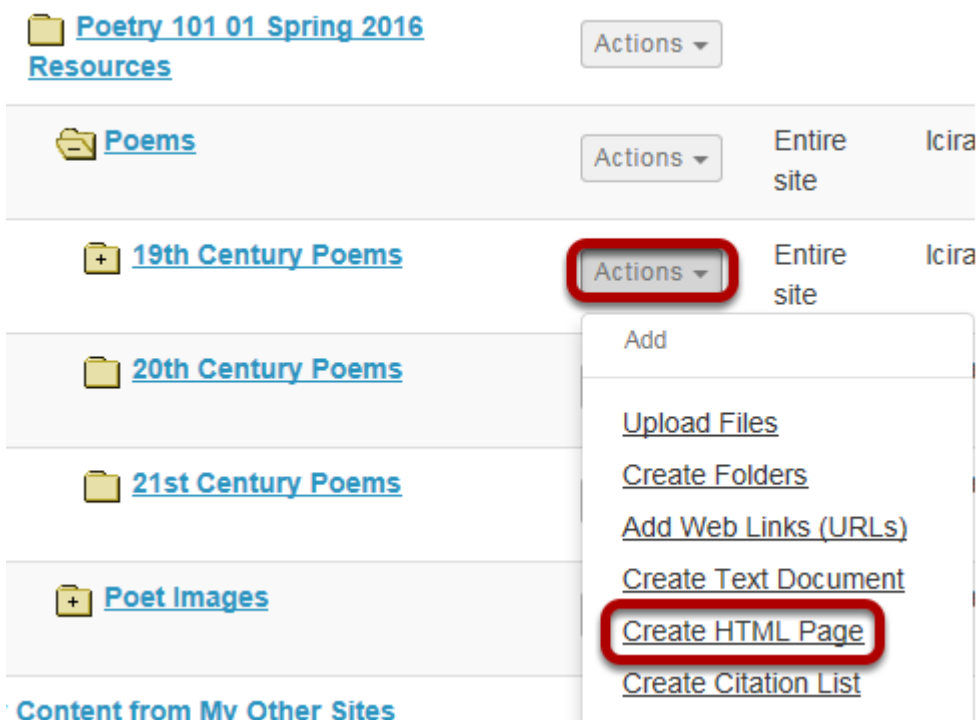 Poetry 101 01 Spring 2016
Resources
Actions
Poems
Actions
Entire
site
Icira
19th Century Poems
Actions
Entire
site
Icira
Add
20th Century Poems
Upload Files
Create Folders
21st Century Poems
Add Web Links (URLs)
Create Text Document
Poet Images
Create HTML Page
Create Citation List
Content from My Other Sites